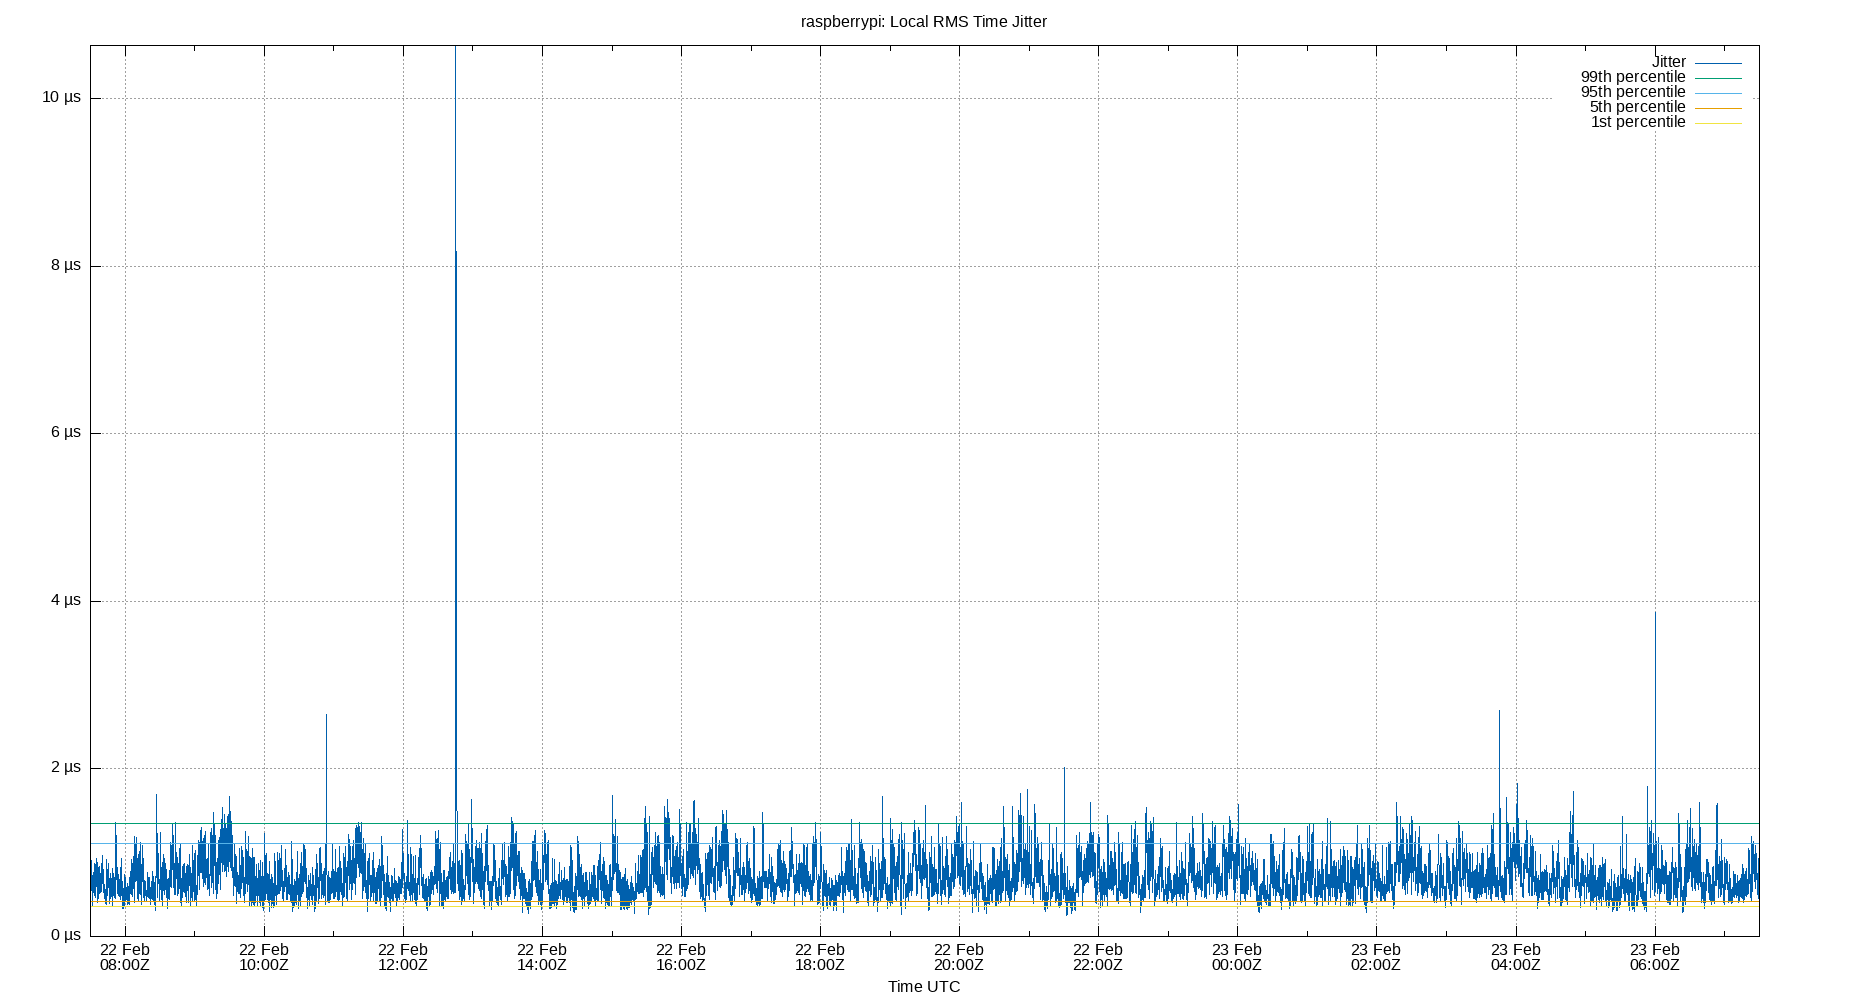 raspberrypi: Local RMS Time Jitter
Jitter
99th percentile
95th percentile
5th percentile
1st percentile
10 µs
8 µs
6 µs
4 µs
2 µs
0 µs
22 Feb 22 Feb 22 Feb 22 Feb 22 Feb 22 Feb 22 Feb 22 Feb 23 Feb 23 Feb 23 Feb 23 Feb
08:00Z 10:00Z 12:00Z 14:00Z 16:00Z 18:00Z 20:00Z 22:00Z 00:00Z 02:00Z 04:00Z 06:00Z
Time UTC